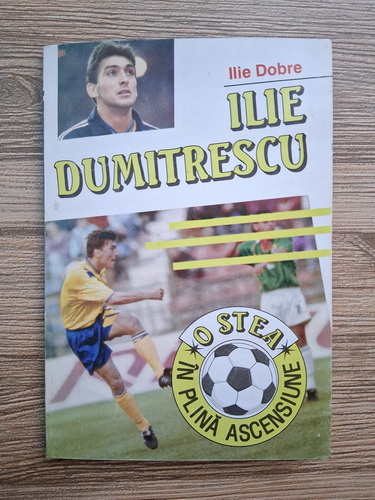 Ilie Dobre
ILIE
DUMITRESCU
O STEA
ÎN PLINĂ ASCENSIUNE